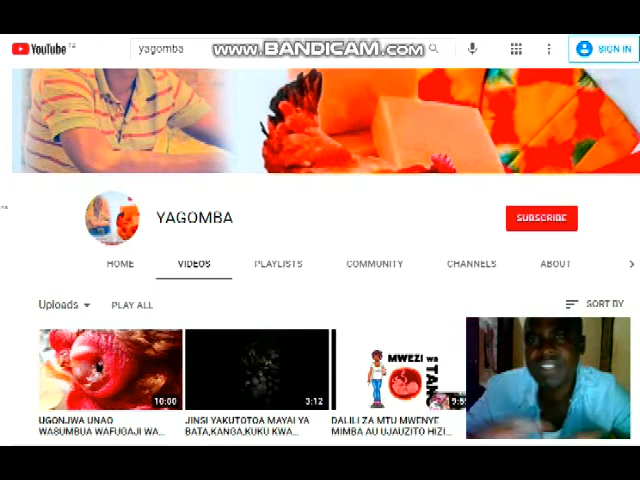 YouTube TZ
yagomba
www.BANDICAM.com
SIGN IN
YAGOMBA
SUBSCRIBE
HOME
VIDEOS
PLAYLISTS
COMMUNITY
CHANNELS
ABOUT
Uploads
PLAY ALL
SORT BY
MWEZI wa
10:00
3:12
UGONJWA UNAO
WASUMBUA WAFUGAJI WA...
JINSI YAKUTOTOA MAYAI YA
BATA,KANGA,KUKU KWA...
DALILI ZA MTU MWENYE
MIMBA AU UJAUZITO HIZI...